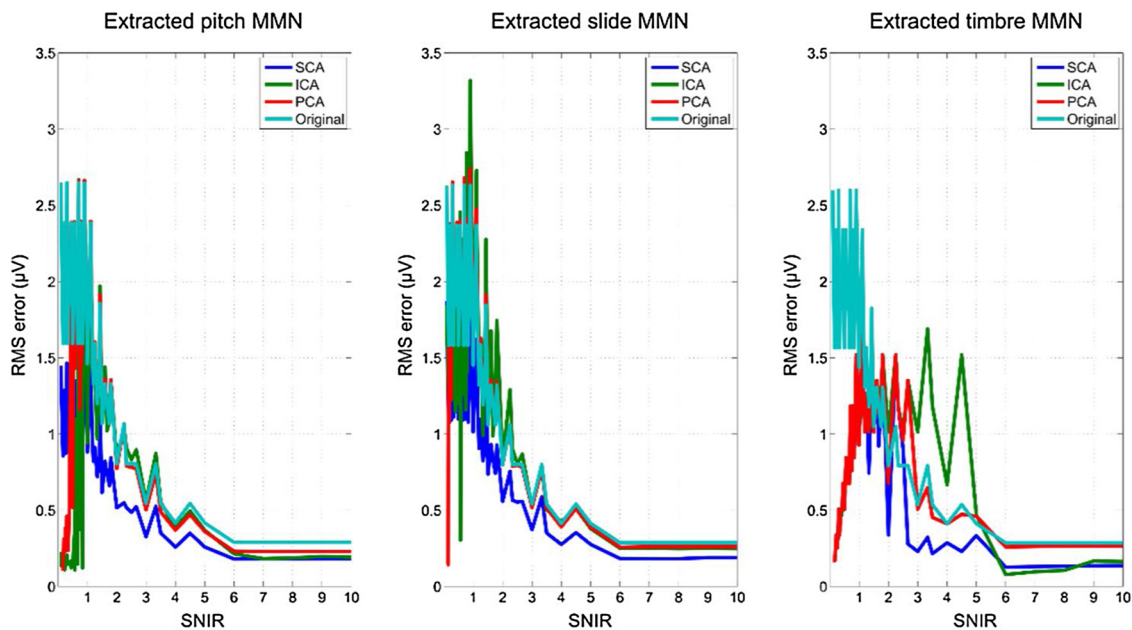 Extracted pitch MMN
3.5
3
2.5
2
1.5
1
0.5
0
RMS error (μV)
SCA
ICA
PCA
Original
1 2 3 4 5 6 7 8 9 10
SNIR
Extracted slide MMN
3.5
3
2.5
2
1.5
1
0.5
0
RMS error (μV)
SCA
ICA
PCA
Original
1 2 3 4 5 6 7 8 9 10
SNIR
Extracted timbre MMN
3.5
3
2.5
2
1.5
1
0.5
0
RMS error (μV)
SCA
ICA
PCA
Original
1 2 3 4 5 6 7 8 9 10
SNIR